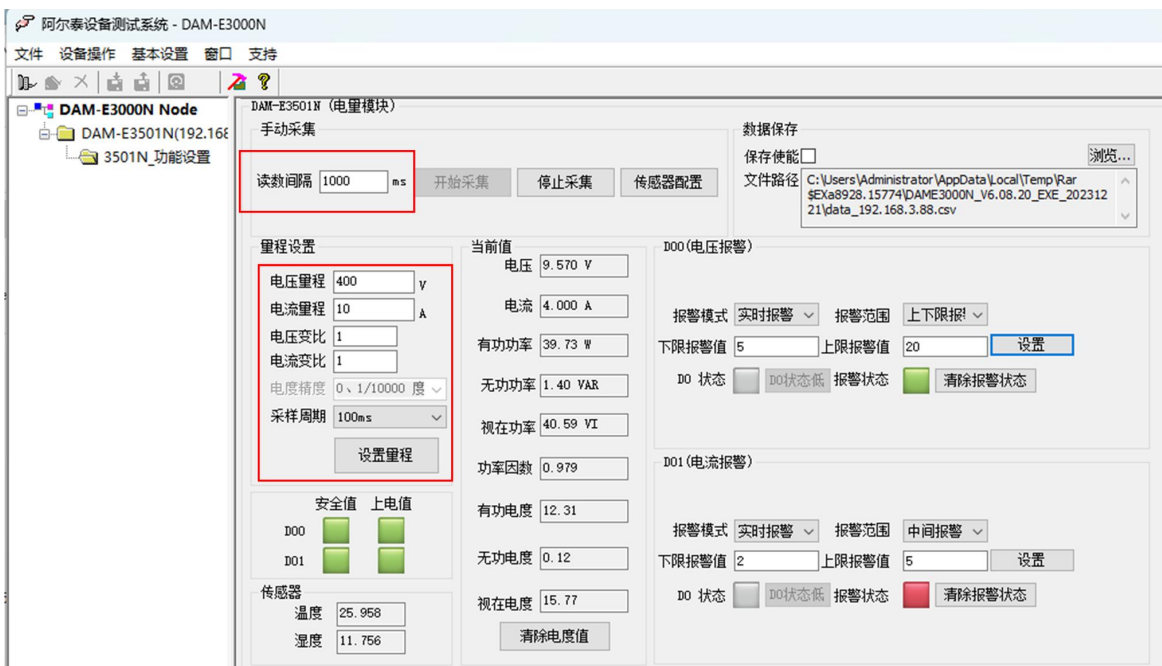 阿尔泰设备测试系统 - DAM-E3000N
文件 设备操作 基本设置 窗口 支持
DAM-E3000N Node
DAM-E3501N(192.168
3501N_功能设置
DAM-E3501N (电量模块)
手动采集
读数间隔 1000 ms 开始采集 停止采集 传感器配置
数据保存
保存使能 浏览...
文件路径 C:\Users\Administrator\AppData\Local\Temp\Rar
$EXa8928.15774\DAME3000N_V6.08.20_EXE_202312
21\data_192.168.3.88.csv
量程设置
电压量程 400 V
电流量程 10 A
电压变比 1
电流变比 1
电度精度 0、1/10000 度
采样周期 100ms
设置量程
安全值 上电值
DO0
DO1
传感器
温度 25.958
湿度 11.756
当前值
电压 9.570 V
电流 4.000 A
有功功率 39.73 W
无功功率 1.40 VAR
视在功率 40.59 VI
功率因数 0.979
有功电度 12.31
无功电度 0.12
视在电度 15.77
清除电度值
DO0(电压报警)
报警模式 实时报警 报警范围 上下限报!
下限报警值 5 上限报警值 20 设置
DO 状态 DO状态低 报警状态 清除报警状态
DO1(电流报警)
报警模式 实时报警 报警范围 中间报警
下限报警值 2 上限报警值 5 设置
DO 状态 DO状态低 报警状态 清除报警状态